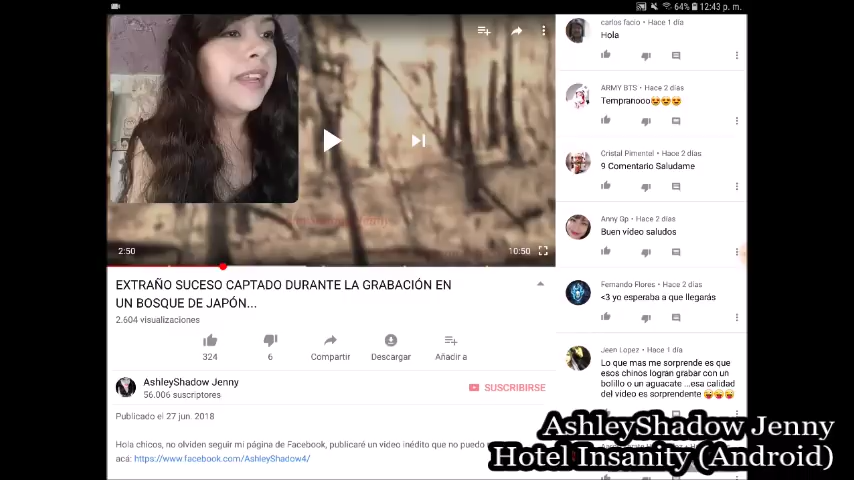 64% 12:43 p. m.
2:50
10:50
EXTRAÑO SUCESO CAPTADO DURANTE LA GRABACIÓN EN
UN BOSQUE DE JAPÓN...
2.604 visualizaciones
324
6
Compartir
Descargar
Añadir a
AshleyShadow Jenny
56.006 suscriptores
SUSCRIBIRSE
Publicado el 27 jun. 2018
Hola chicos, no olviden seguir mi página de Facebook, publicaré un video inédito que no puedo
acá: https://www.facebook.com/AshleyShadow4/
carlos facio • Hace 1 día
Hola
ARMY BTS • Hace 2 días
Tempranooo😍😍😍
Cristal Pimentel • Hace 2 días
9 Comentario Saludame
Anny Gp • Hace 2 días
Buen video saludos
Fernando Flores • Hace 2 días
<3 yo esperaba a que llegarás
Jeen Lopez • Hace 1 día
Lo que mas me sorprende es que
esos chinos logran grabar con un
bolillo o un aguacate ...esa calidad
del video es sorprendente 😜😜😜
AshleyShadow Jenny
Hotel Insanity (Android)